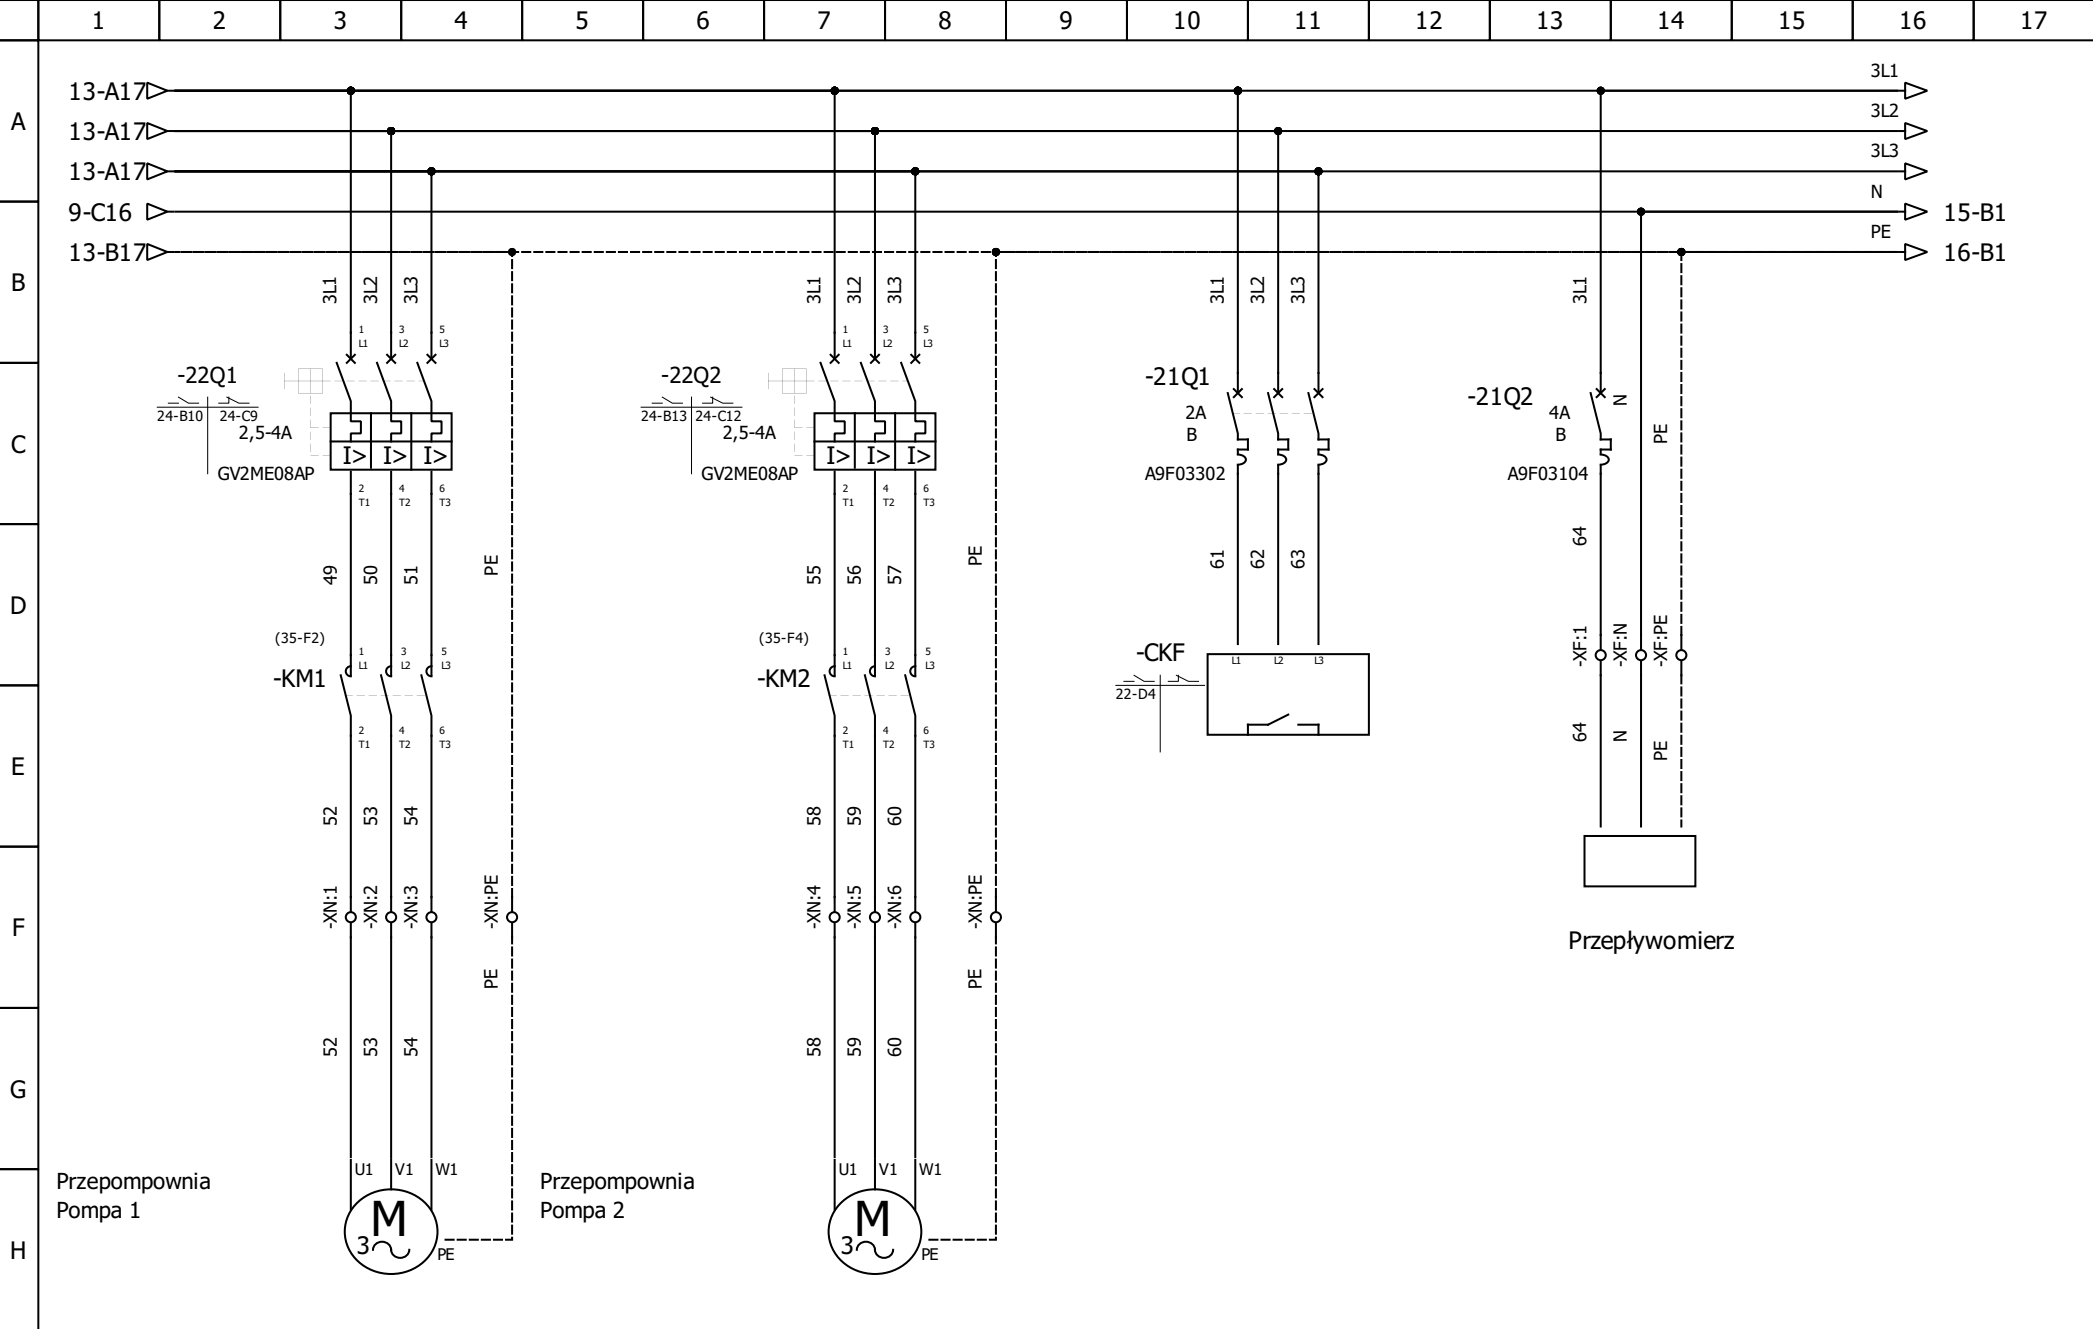 1 2 3 4 5 6 7 8 9 10 11 12 13 14 15 16 17
A
13-A17 3L1
13-A17 3L2
13-A17 3L3
9-C16 N 15-B1
13-B17 PE 16-B1
B
3L1 3L2 3L3 3L1 3L2 3L3 3L1 3L2 3L3 3L1
1 3 5 1 3 5
L1 L2 L3 L1 L2 L3
-22Q1 -22Q2 -21Q1 -21Q2
24-B10 24-C9 24-B13 24-C12 2A 4A N
C
2,5-4A 2,5-4A B B PE
I> I> I> I> I> I>
GV2ME08AP GV2ME08AP A9F03302 A9F03104
2 4 6 2 4 6
T1 T2 T3 T1 T2 T3
49 50 51 PE 55 56 57 PE 61 62 63 64
D
(35-F2) (35-F4)
1 3 5 1 3 5
L1 L2 L3 L1 L2 L3
-KM1 -KM2
-CKF L1 L2 L3
22-D4
-XF:1 -XF:N -XF:PE
2 4 6 2 4 6
T1 T2 T3 T1 T2 T3
64 N PE
E
52 53 54 58 59 60
-XN:1 -XN:2 -XN:3 -XN:PE -XN:4 -XN:5 -XN:6 -XN:PE
F
Przepływomierz
PE PE
52 53 54 58 59 60
G
U1 V1 W1 U1 V1 W1
Przepompownia
Pompa 1
M
3
PE
Przepompownia
Pompa 2
M
3
PE
H